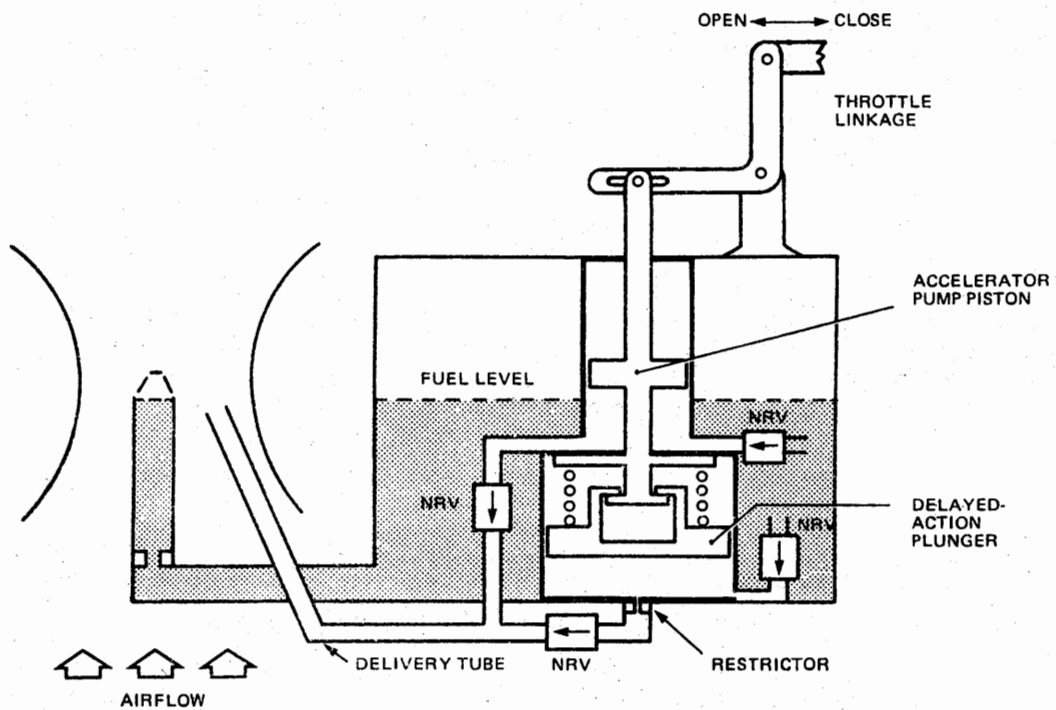 OPEN CLOSE
THROTTLE
LINKAGE
ACCELERATOR
PUMP PISTON
FUEL LEVEL
NRV
NRV
DELAYED-
ACTION
PLUNGER
NRV
DELIVERY TUBE
NRV
RESTRICTOR
AIRFLOW